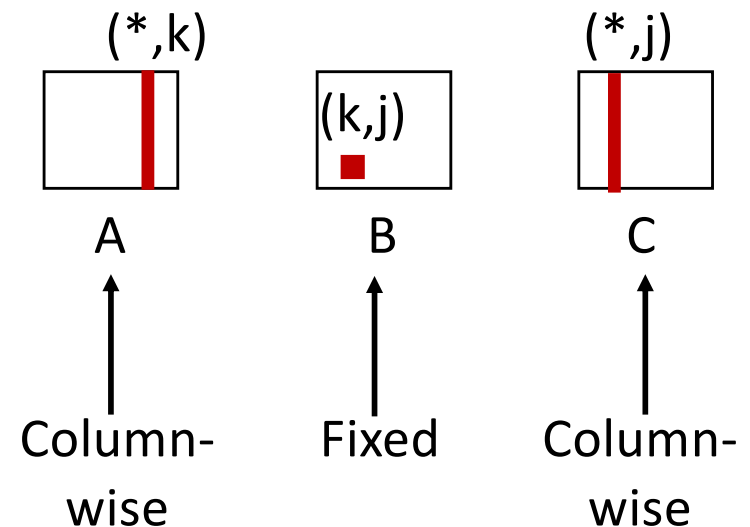 (*,k)
(*,j)
(k,j)
A
B
C
Column-
wise
Fixed
Column-
wise